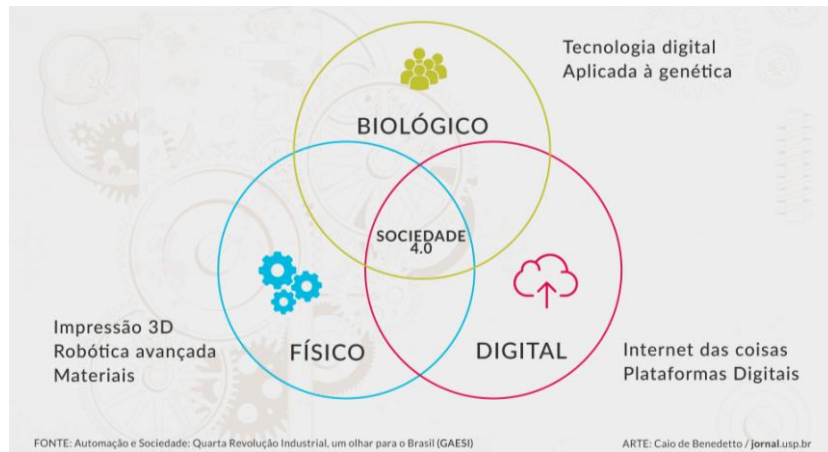 Tecnologia digital
Aplicada à genética
BIOLÓGICO
SOCIEDADE
4.0
Impressão 3D
Robótica avançada
Materiais
FÍSICO
DIGITAL
Internet das coisas
Plataformas Digitais
FONTE: Automação e Sociedade: Quarta Revolução Industrial, um olhar para o Brasil (GAESI)
ARTE: Caio de Benedetto / jornal.usp.br